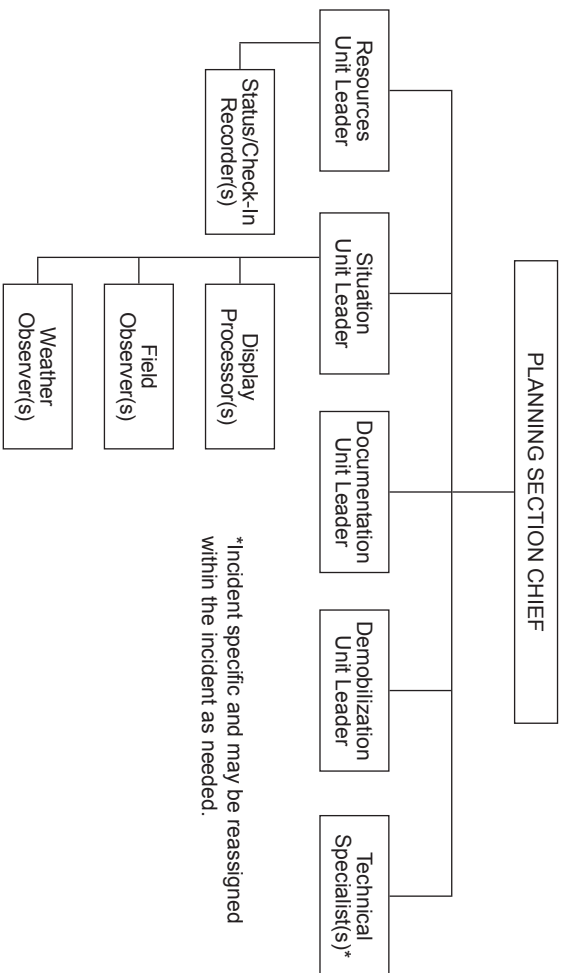 PLANNING SECTION CHIEF
Resources
Unit Leader
Situation
Unit Leader
Documentation
Unit Leader
Demobilization
Unit Leader
Technical
Specialist(s)*
Status/Check-In
Recorder(s)
Display
Processor(s)
Field
Observer(s)
Weather
Observer(s)
*Incident specific and may be reassigned
within the incident as needed.